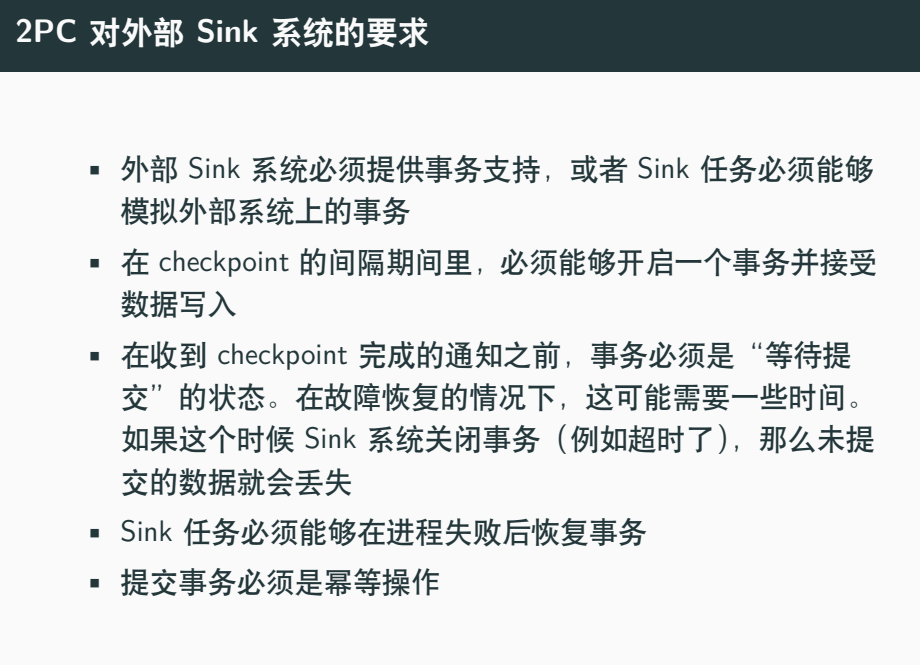 2PC 对外部 Sink 系统的要求
▪ 外部 Sink 系统必须提供事务支持，或者 Sink 任务必须能够
模拟外部系统上的事务
▪ 在 checkpoint 的间隔期间里，必须能够开启一个事务并接受
数据写入
▪ 在收到 checkpoint 完成的通知之前，事务必须是“等待提
交”的状态。在故障恢复的情况下，这可能需要一些时间。
如果这个时候 Sink 系统关闭事务（例如超时了），那么未提
交的数据就会丢失
▪ Sink 任务必须能够在进程失败后恢复事务
▪ 提交事务必须是幂等操作